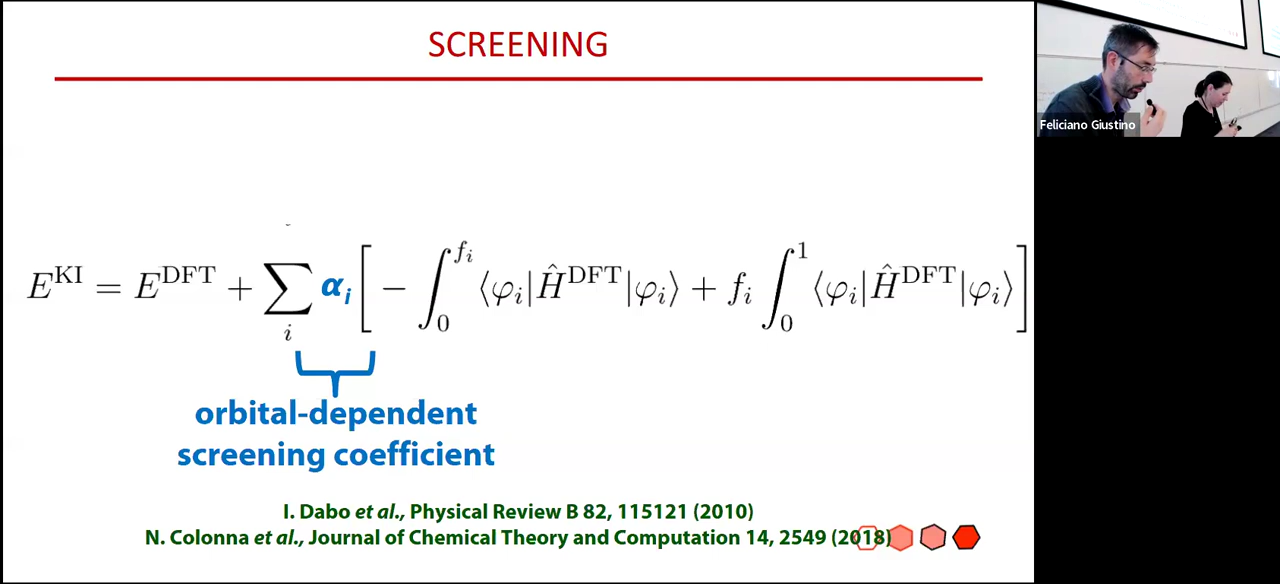 SCREENING
E^KI = E^DFT + ∑_i α_i [ − ∫_0^{f_i} ⟨φ_i|Ĥ^DFT|φ_i⟩ + f_i ∫_0^1 ⟨φ_i|Ĥ^DFT|φ_i⟩ ]
orbital-dependent
screening coefficient
I. Dabo et al., Physical Review B 82, 115121 (2010)
N. Colonna et al., Journal of Chemical Theory and Computation 14, 2549 (2018)
Feliciano Giustino